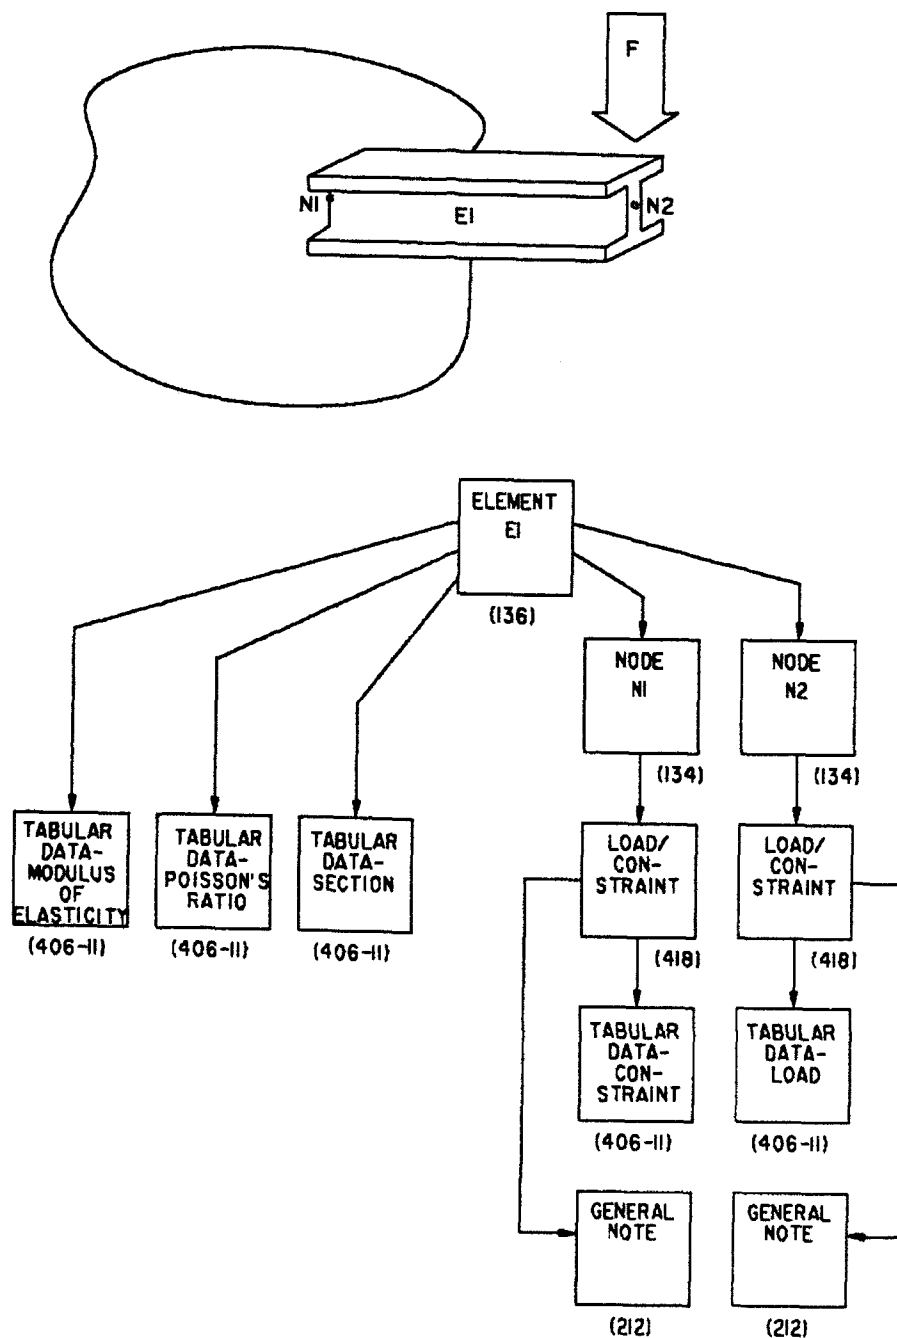 F
N1
E1
N2
ELEMENT
E1
(136)
NODE
N1
(134)
NODE
N2
(134)
TABULAR
DATA-
MODULUS
OF
ELASTICITY
(406-11)
TABULAR
DATA-
POISSON'S
RATIO
(406-11)
TABULAR
DATA-
SECTION
(406-11)
LOAD/
CON-
STRAINT
(418)
LOAD/
CON-
STRAINT
(418)
TABULAR
DATA-
CON-
STRAINT
(406-11)
TABULAR
DATA-
LOAD
(406-11)
GENERAL
NOTE
(212)
GENERAL
NOTE
(212)